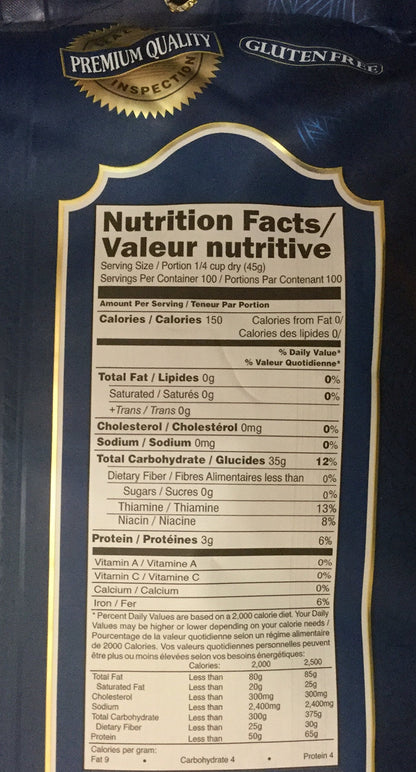 PREMIUM QUALITY
INSPECTION
GLUTEN FREE
Nutrition Facts/
Valeur nutritive
Serving Size / Portion 1/4 cup dry (45g)
Servings Per Container 100 / Portions Par Contenant 100
Amount Per Serving / Teneur Par Portion
Calories / Calories 150 Calories from Fat 0/
Calories des lipides 0/
% Daily Value*
% Valeur Quotidienne*
Total Fat / Lipides 0g 0%
Saturated / Saturés 0g 0%
+Trans / Trans 0g
Cholesterol / Cholestérol 0mg 0%
Sodium / Sodium 0mg 0%
Total Carbohydrate / Glucides 35g 12%
Dietary Fiber / Fibres Alimentaires less than 0%
Sugars / Sucres 0g 0%
Thiamine / Thiamine 13%
Niacin / Niacine 8%
Protein / Protéines 3g 6%
Vitamin A / Vitamine A 0%
Vitamin C / Vitamine C 0%
Calcium / Calcium 0%
Iron / Fer 6%
* Percent Daily Values are based on a 2,000 calorie diet. Your Daily
Values may be higher or lower depending on your calorie needs /
Pourcentage de la valeur quotidienne selon un régime alimentaire
de 2000 Calories. Vos valeurs quotidiennes personnelles peuvent
être plus ou moins élevées selon vos besoins énergétiques:
Calories: 2,000 2,500
Total Fat Less than 80g 85g
Saturated Fat Less than 20g 25g
Cholesterol Less than 300mg 300mg
Sodium Less than 2,400mg 2,400mg
Total Carbohydrate Less than 300g 375g
Dietary Fiber Less than 25g 30g
Protein Less than 50g 65g
Calories per gram:
Fat 9 • Carbohydrate 4 • Protein 4